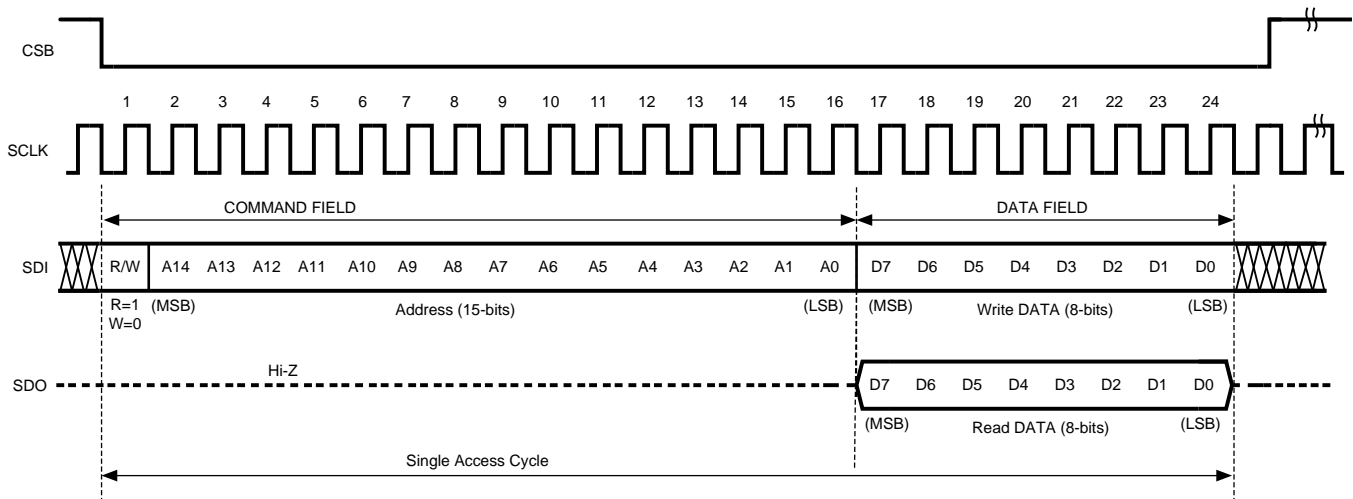 CSB
1 2 3 4 5 6 7 8 9 10 11 12 13 14 15 16 17 18 19 20 21 22 23 24
SCLK
COMMAND FIELD DATA FIELD
SDI R/W A14 A13 A12 A11 A10 A9 A8 A7 A6 A5 A4 A3 A2 A1 A0 D7 D6 D5 D4 D3 D2 D1 D0
R=1 (MSB) Address (15-bits) (LSB) (MSB) Write DATA (8-bits) (LSB)
W=0
Hi-Z
SDO D7 D6 D5 D4 D3 D2 D1 D0
(MSB) Read DATA (8-bits) (LSB)
Single Access Cycle